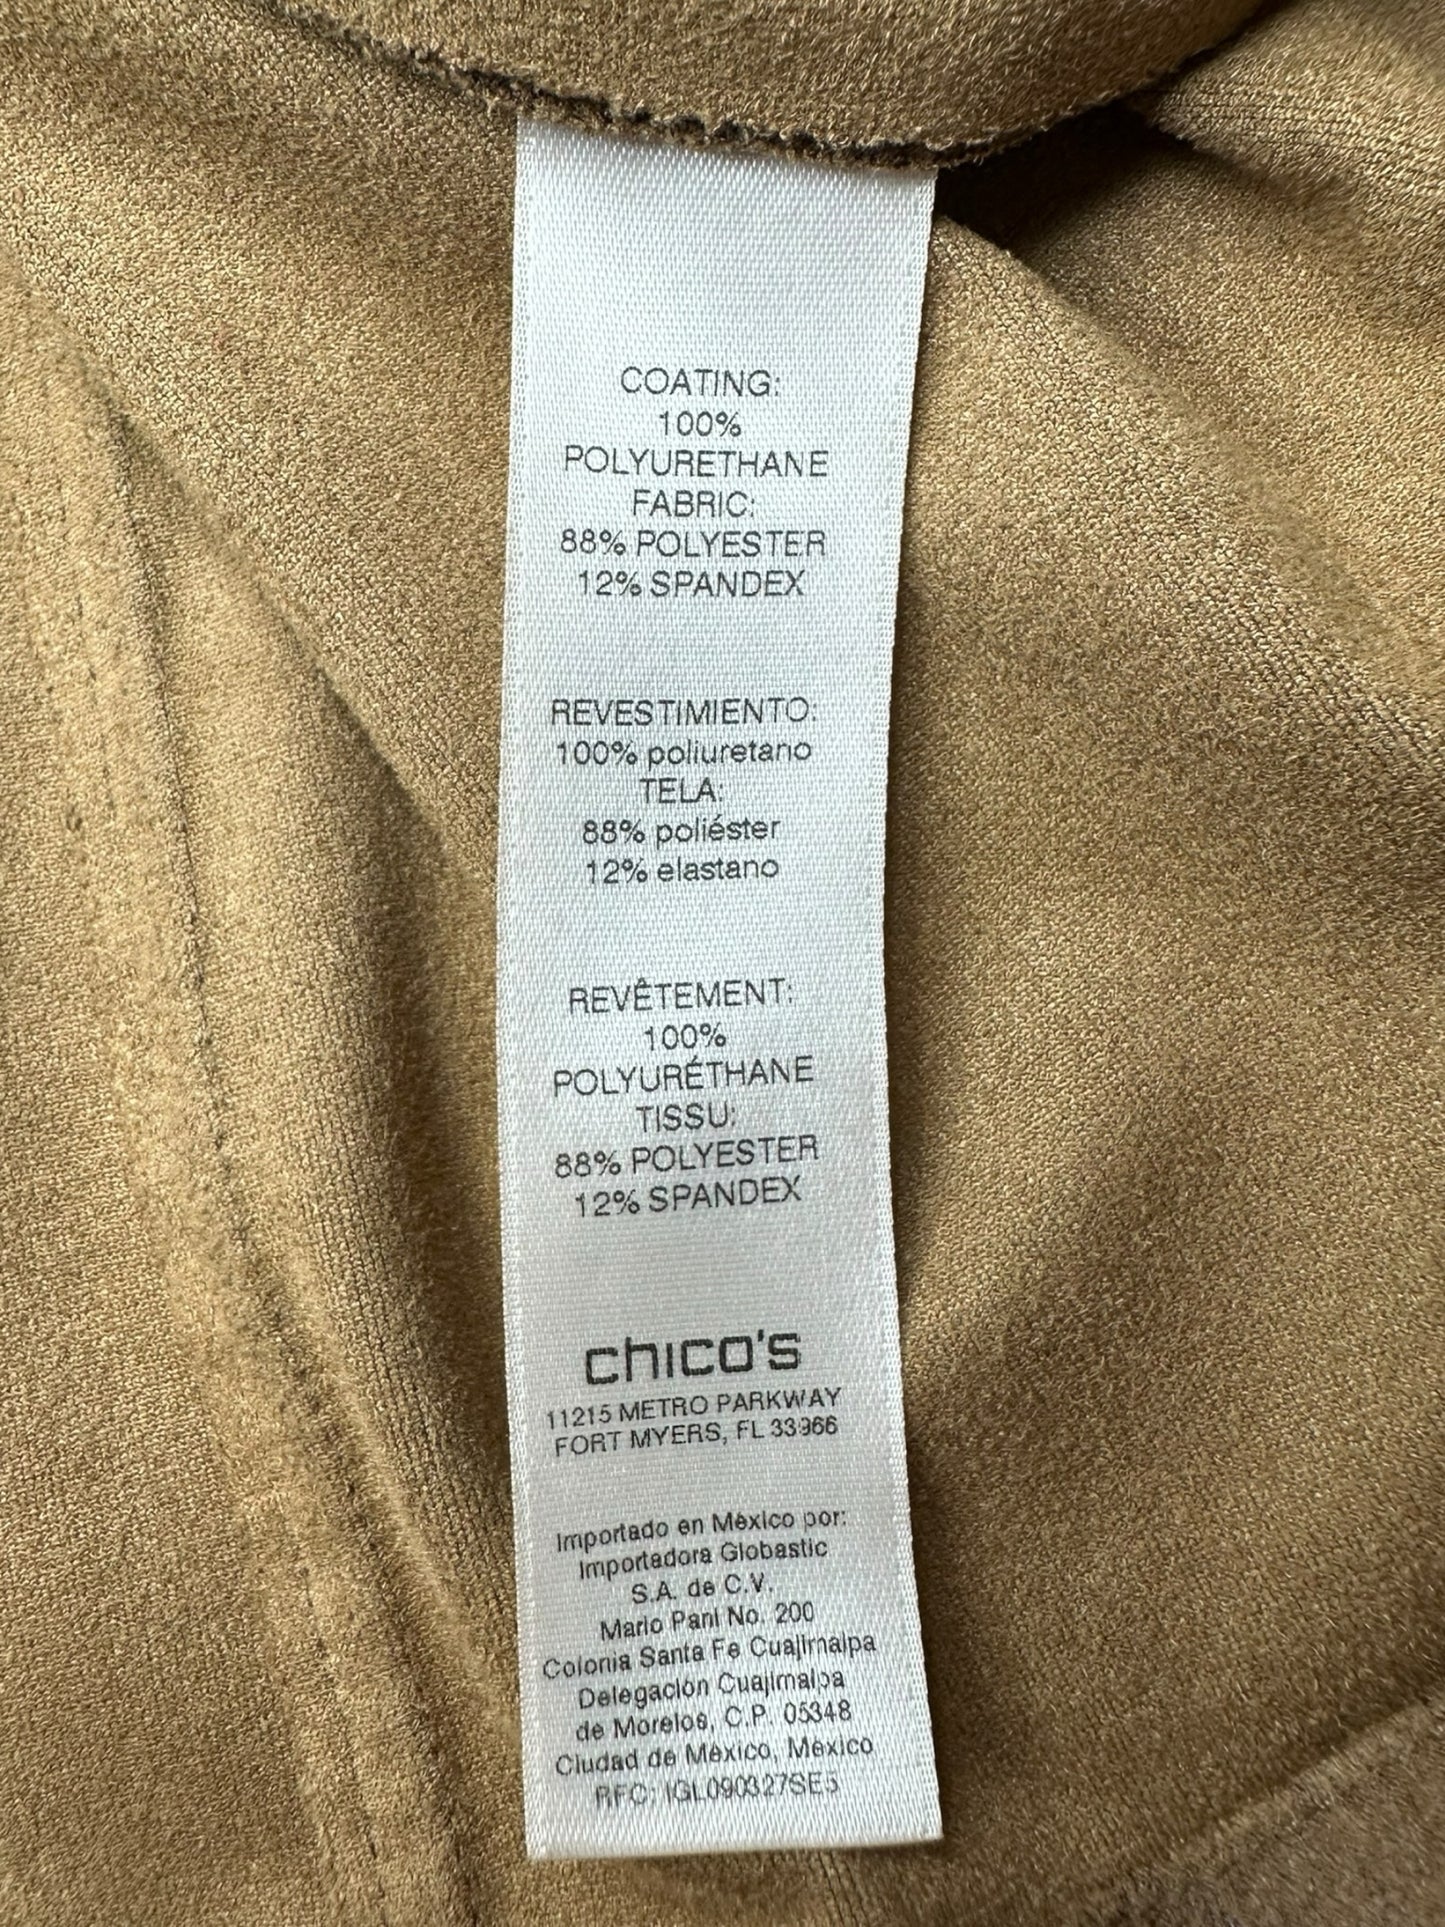 COATING:
100%
POLYURETHANE
FABRIC:
88% POLYESTER
12% SPANDEX
REVESTIMIENTO:
100% poliuretano
TELA:
88% poliéster
12% elastano
REVÊTEMENT:
100%
POLYURÉTHANE
TISSU:
88% POLYESTER
12% SPANDEX
chico's
11215 METRO PARKWAY
FORT MYERS, FL 33966
Importado en México por:
Importadora Globastic
S.A. de C.V.
Mario Pani No. 200
Colonia Santa Fe Cuajimalpa
Delegación Cuajimalpa
de Morelos, C.P. 05348
Ciudad de México, México
RFC: IGL090327SE5